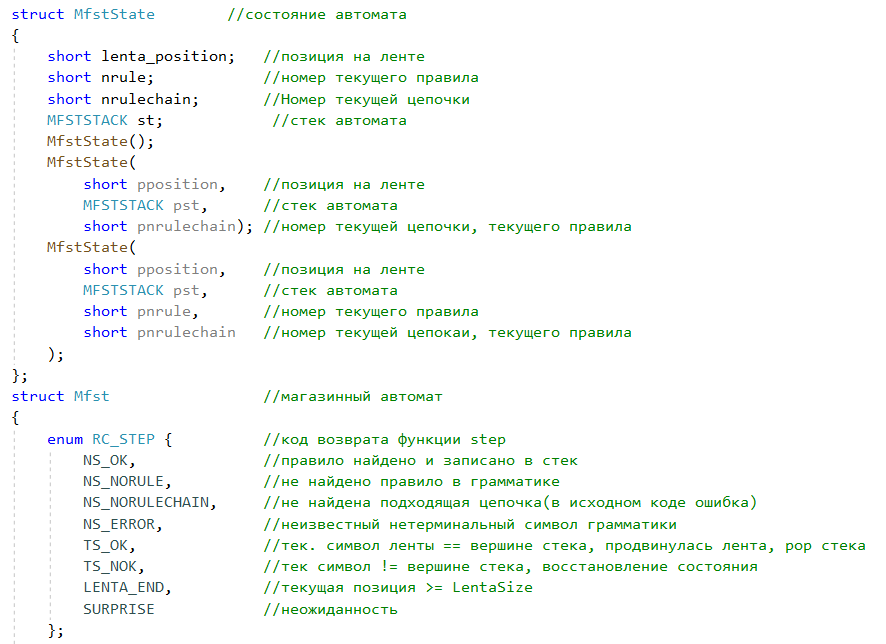 struct MfstState        //состояние автомата
{
    short lenta_position;   //позиция на ленте
    short nrule;            //номер текущего правила
    short nrulechain;       //Номер текущей цепочки
    MFSTSTACK st;            //стек автомата
    MfstState();
    MfstState(
        short pposition,    //позиция на ленте
        MFSTSTACK pst,      //стек автомата
        short pnrulechain); //номер текущей цепочки, текущего правила
    MfstState(
        short pposition,    //позиция на ленте
        MFSTSTACK pst,      //стек автомата
        short pnrule,       //номер текущего правила
        short pnrulechain   //номер текущей цепокаи, текущего правила
    );
};
struct Mfst                 //магазинный автомат
{
    enum RC_STEP {          //код возврата функции step
        NS_OK,              //правило найдено и записано в стек
        NS_NORULE,          //не найдено правило в грамматике
        NS_NORULECHAIN,     //не найдена подходящая цепочка(в исходном коде ошибка)
        NS_ERROR,           //неизвестный нетерминальный символ грамматики
        TS_OK,              //тек. символ ленты == вершине стека, продвинулась лента, pop стека
        TS_NOK,             //тек символ != вершине стека, восстановление состояния
        LENTA_END,          //текущая позиция >= LentaSize
        SURPRISE            //неожиданность
    };